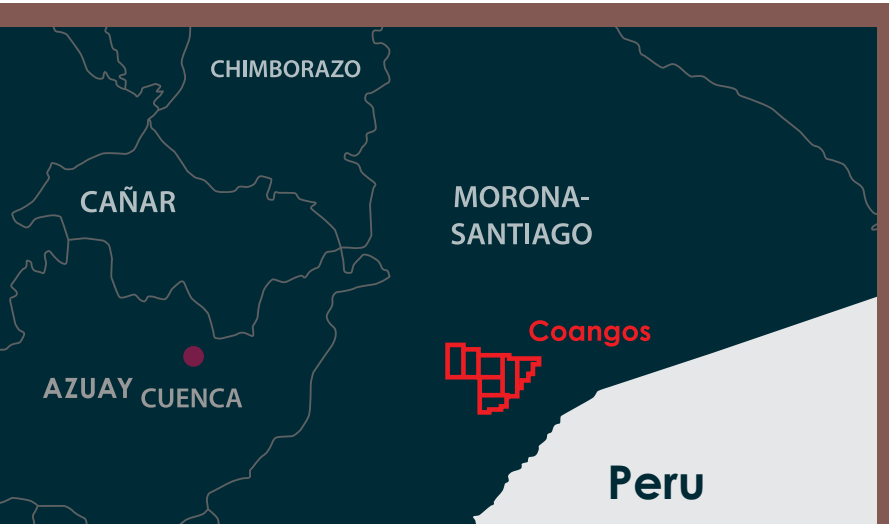 CHIMBORAZO
CAÑAR
MORONA-
SANTIAGO
Coangos
AZUAY
CUENCA
Peru